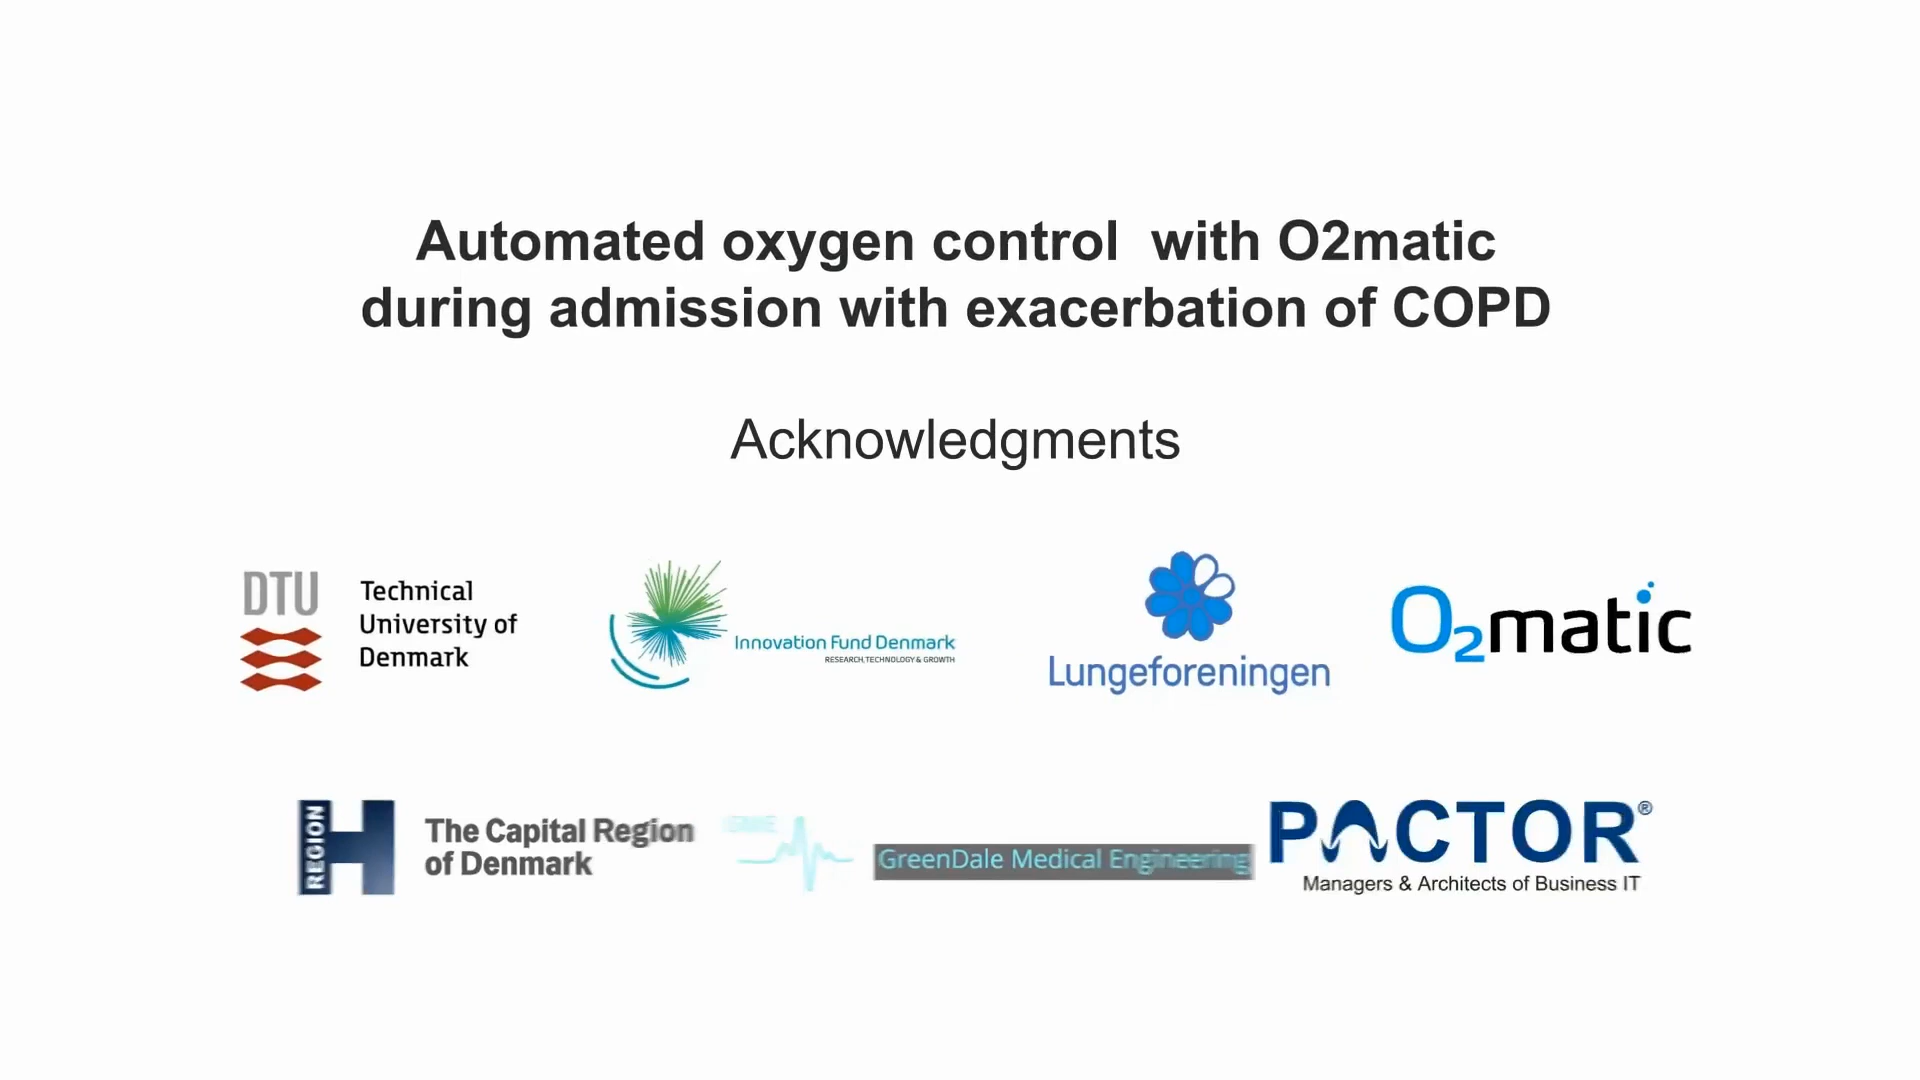 Automated oxygen control with O2matic
during admission with exacerbation of COPD
Acknowledgments
DTU
Technical
University of
Denmark
Innovation Fund Denmark
RESEARCH, TECHNOLOGY & GROWTH
Lungeforeningen
O2matic
REGION H
The Capital Region
of Denmark
GreenDale Medical Engineering
PACTOR®
Managers & Architects of Business IT